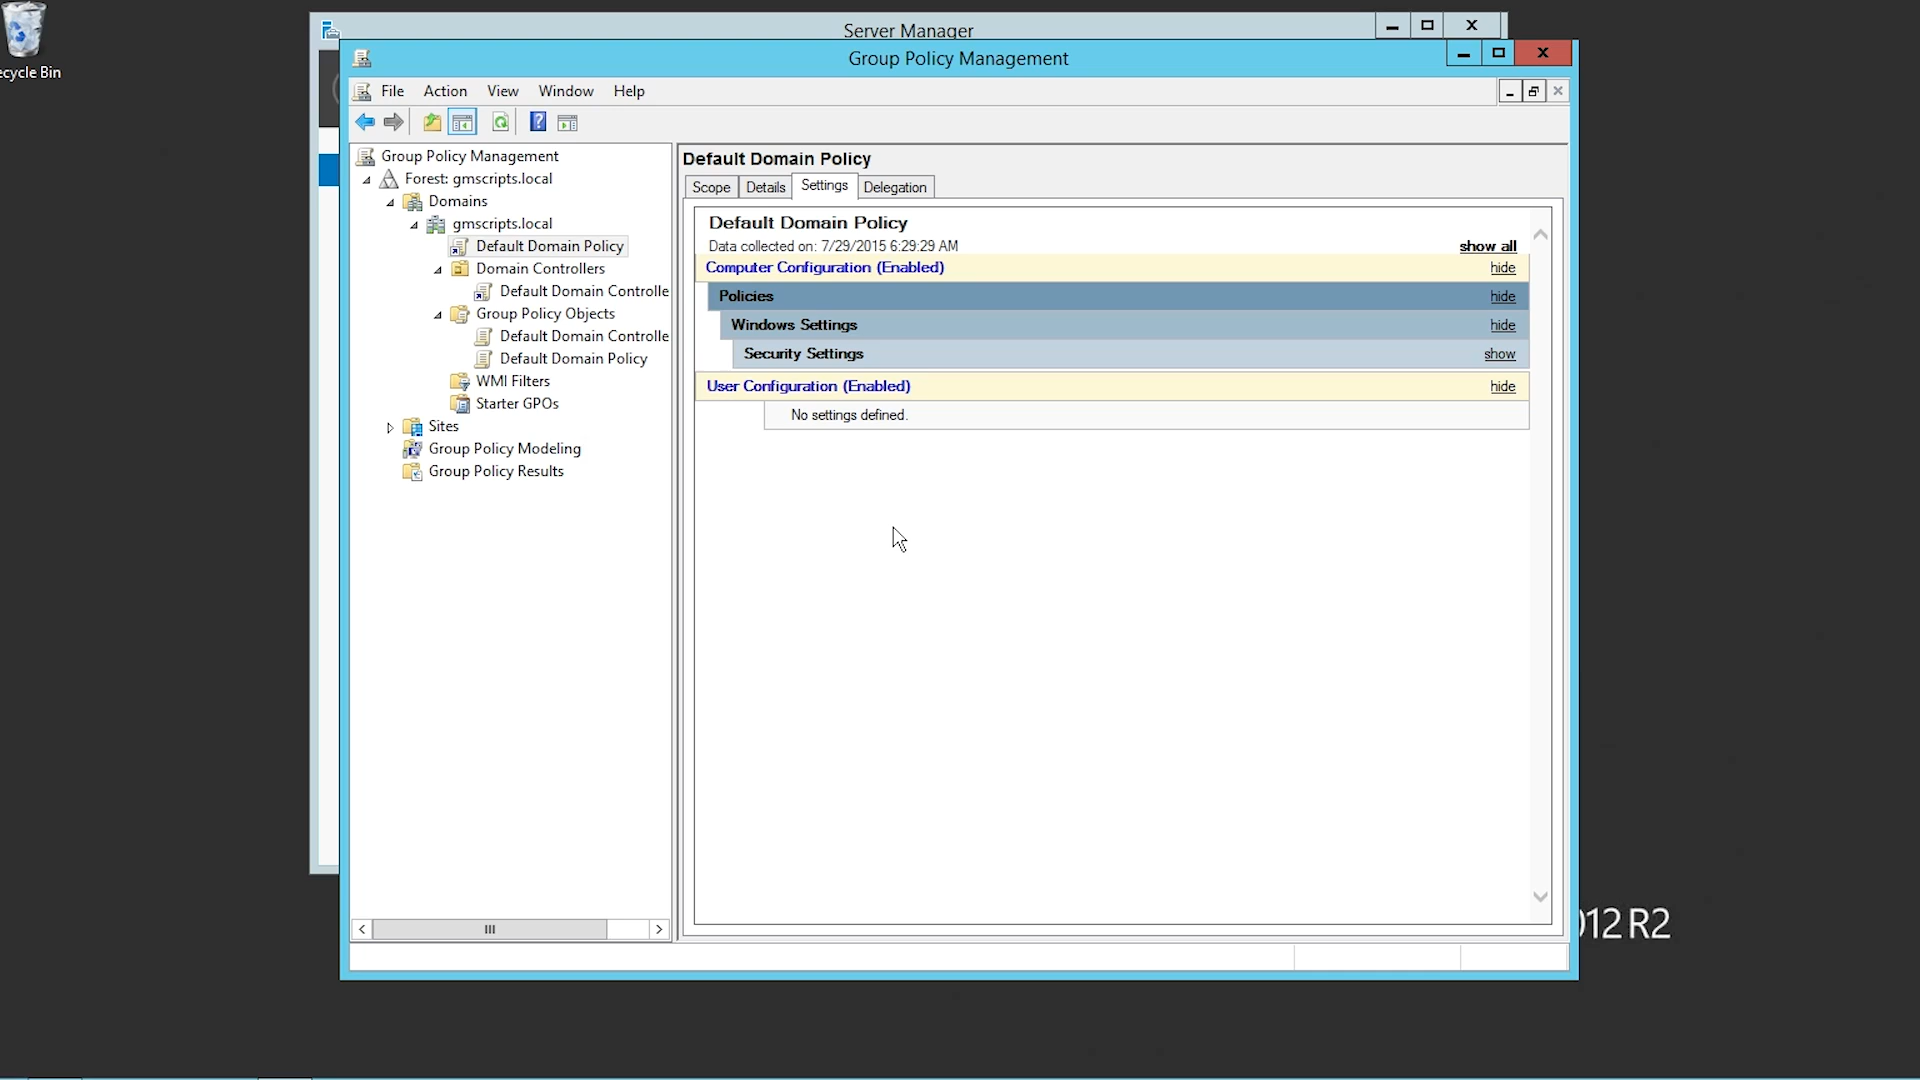 ecycle Bin
Server Manager
Group Policy Management
File Action View Window Help
Group Policy Management
Forest: gmscripts.local
Domains
gmscripts.local
Default Domain Policy
Domain Controllers
Default Domain Controlle
Group Policy Objects
Default Domain Controlle
Default Domain Policy
WMI Filters
Starter GPOs
Sites
Group Policy Modeling
Group Policy Results
Default Domain Policy
Scope Details Settings Delegation
Default Domain Policy
Data collected on: 7/29/2015 6:29:29 AM show all
Computer Configuration (Enabled) hide
Policies hide
Windows Settings hide
Security Settings show
User Configuration (Enabled) hide
No settings defined.
012 R2